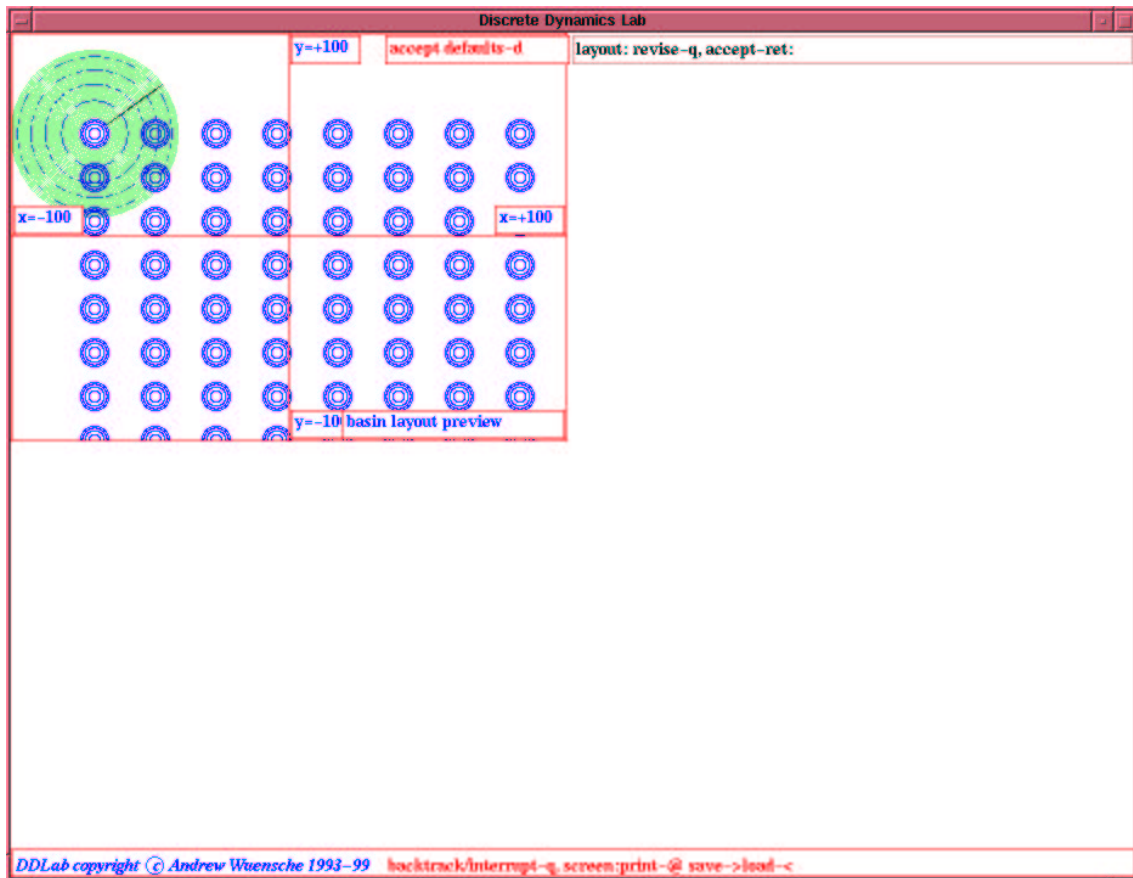 Discrete Dynamics Lab
y=+100 accept defaults-d layout: revise-q, accept-ret:
x=-100 x=+100
y=-10 basin layout preview
DDLab copyright © Andrew Wuensche 1993-99 backtrack/interrupt-q, screen:print-@ save->load-<